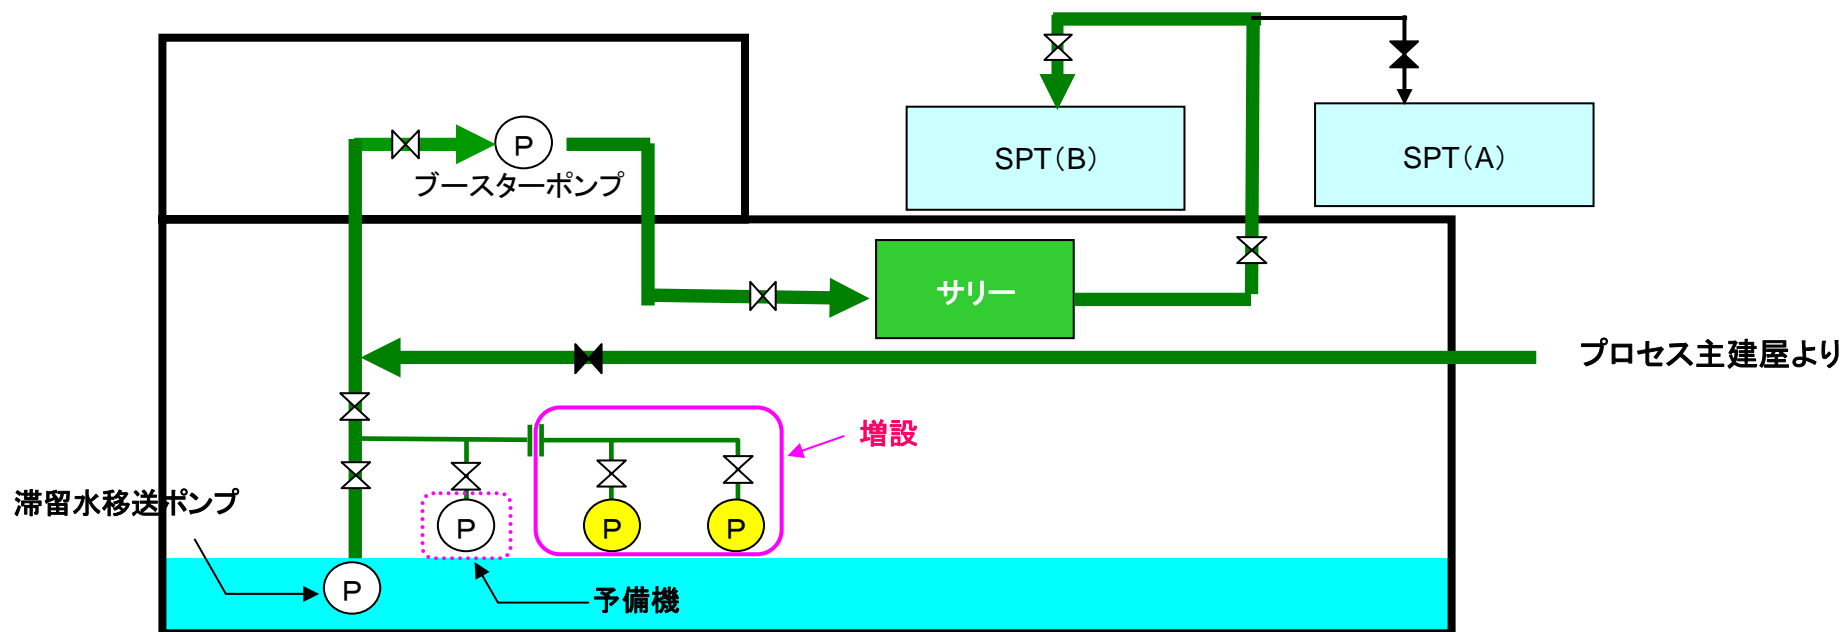 SPT(B)
SPT(A)
P
ブースターポンプ
サリー
プロセス主建屋より
増設
滞留水移送ポンプ
P
P
P
P
予備機